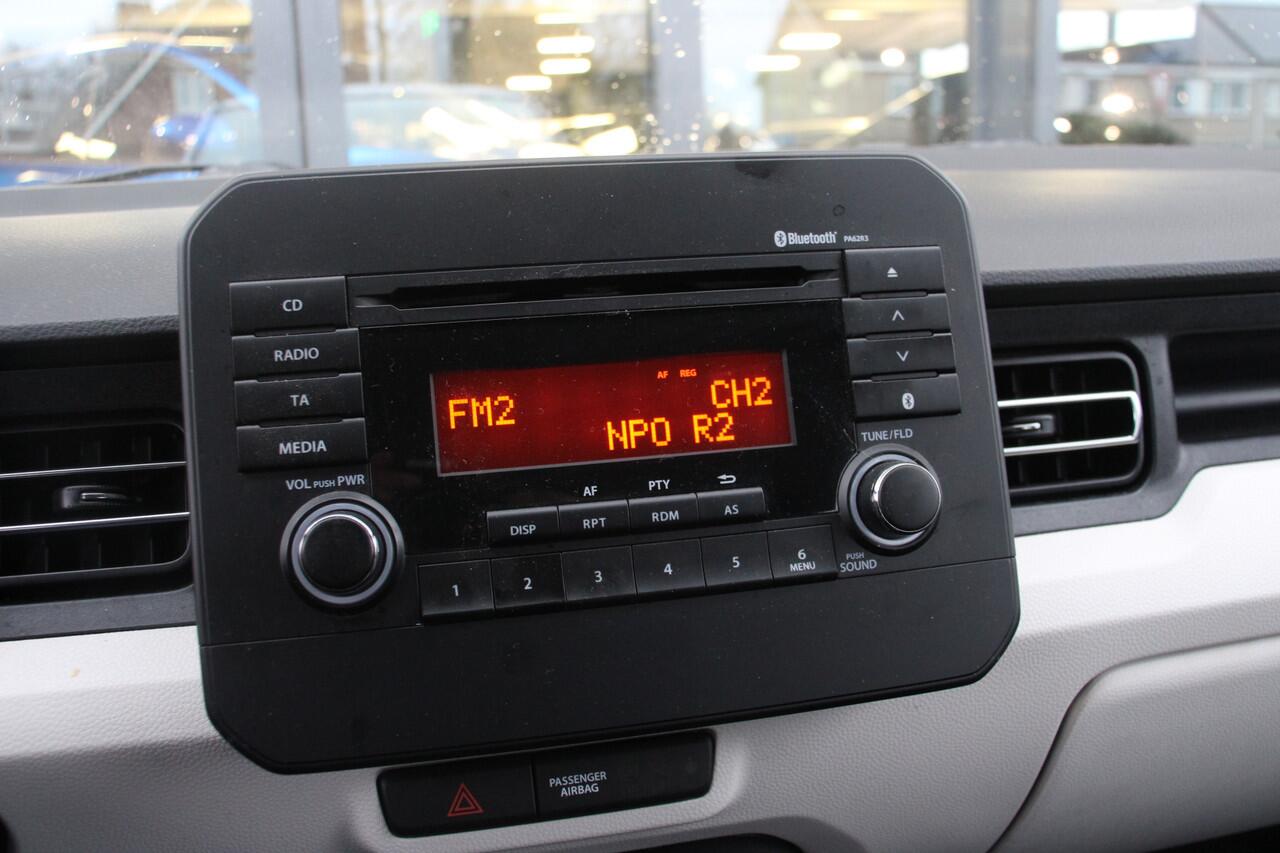 Bluetooth PA62R3
CD
RADIO
TA
MEDIA
AF REG
FM2 CH2
NPO R2
VOL PUSH PWR
TUNE/FLD
AF PTY
DISP RPT RDM AS
1 2 3 4 5 6
MENU
PUSH
SOUND
PASSENGER
AIRBAG